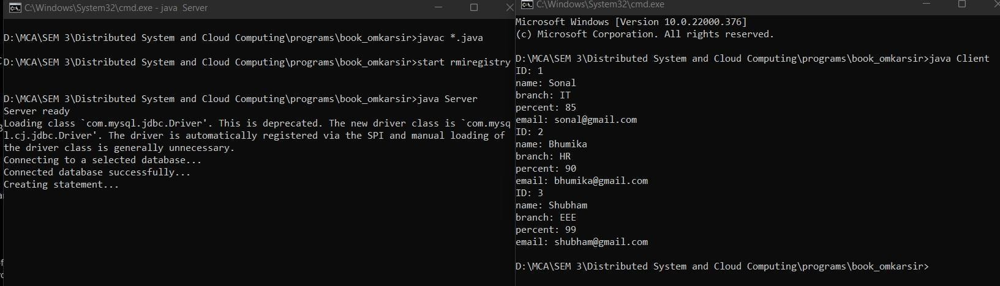 C:\Windows\System32\cmd.exe - java  Server
D:\MCA\SEM 3\Distributed System and Cloud Computing\programs\book_omkarsir>javac *.java
D:\MCA\SEM 3\Distributed System and Cloud Computing\programs\book_omkarsir>start rmiregistry
D:\MCA\SEM 3\Distributed System and Cloud Computing\programs\book_omkarsir>java Server
Server ready
Loading class `com.mysql.jdbc.Driver'. This is deprecated. The new driver class is `com.mysq
l.cj.jdbc.Driver'. The driver is automatically registered via the SPI and manual loading of
the driver class is generally unnecessary.
Connecting to a selected database...
Connected database successfully...
Creating statement...
C:\Windows\System32\cmd.exe
Microsoft Windows [Version 10.0.22000.376]
(c) Microsoft Corporation. All rights reserved.
D:\MCA\SEM 3\Distributed System and Cloud Computing\programs\book_omkarsir>java Client
ID: 1
name: Sonal
branch: IT
percent: 85
email: sonal@gmail.com
ID: 2
name: Bhumika
branch: HR
percent: 90
email: bhumika@gmail.com
ID: 3
name: Shubham
branch: EEE
percent: 99
email: shubham@gmail.com
D:\MCA\SEM 3\Distributed System and Cloud Computing\programs\book_omkarsir>